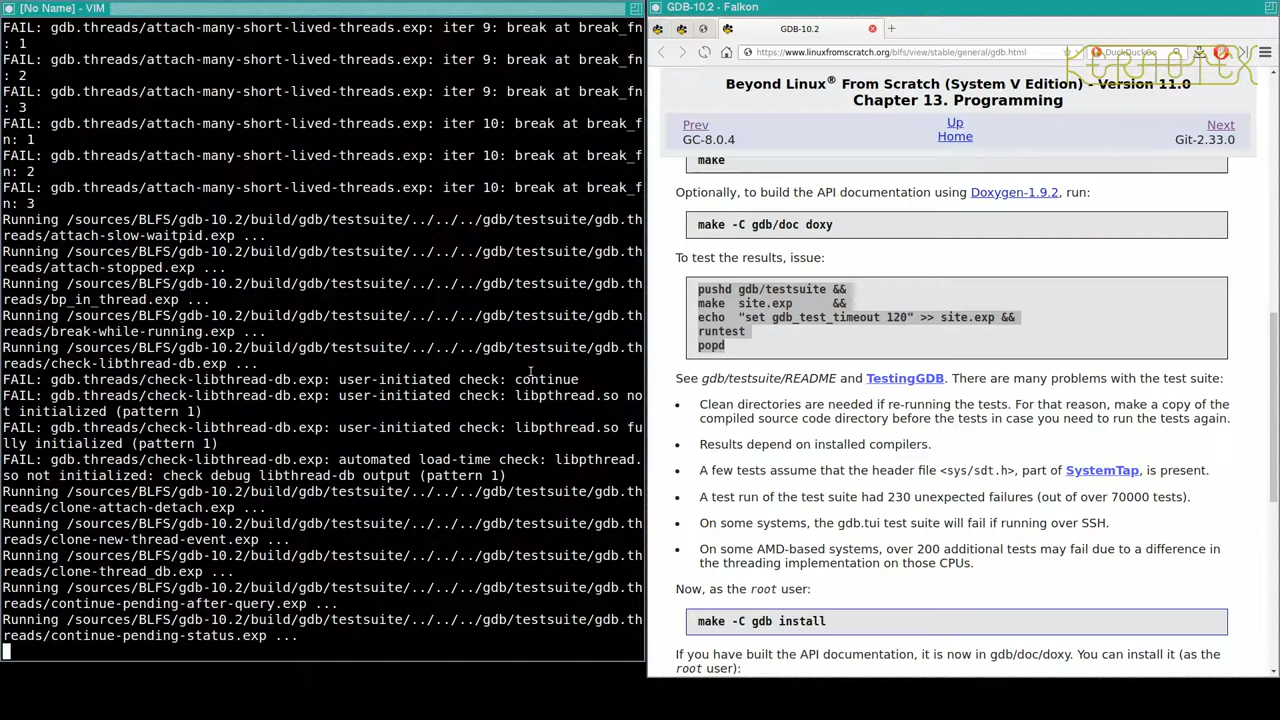 [No Name] - VIM
FAIL: gdb.threads/attach-many-short-lived-threads.exp: iter 9: break at break_fn
: 1
FAIL: gdb.threads/attach-many-short-lived-threads.exp: iter 9: break at break_fn
: 2
FAIL: gdb.threads/attach-many-short-lived-threads.exp: iter 9: break at break_fn
: 3
FAIL: gdb.threads/attach-many-short-lived-threads.exp: iter 10: break at break_f
n: 1
FAIL: gdb.threads/attach-many-short-lived-threads.exp: iter 10: break at break_f
n: 2
FAIL: gdb.threads/attach-many-short-lived-threads.exp: iter 10: break at break_f
n: 3
Running /sources/BLFS/gdb-10.2/build/gdb/testsuite/../../../gdb/testsuite/gdb.th
reads/attach-slow-waitpid.exp ...
Running /sources/BLFS/gdb-10.2/build/gdb/testsuite/../../../gdb/testsuite/gdb.th
reads/attach-stopped.exp ...
Running /sources/BLFS/gdb-10.2/build/gdb/testsuite/../../../gdb/testsuite/gdb.th
reads/bp_in_thread.exp ...
Running /sources/BLFS/gdb-10.2/build/gdb/testsuite/../../../gdb/testsuite/gdb.th
reads/break-while-running.exp ...
Running /sources/BLFS/gdb-10.2/build/gdb/testsuite/../../../gdb/testsuite/gdb.th
reads/check-libthread-db.exp ...
FAIL: gdb.threads/check-libthread-db.exp: user-initiated check: continue
FAIL: gdb.threads/check-libthread-db.exp: user-initiated check: libpthread.so no
t initialized (pattern 1)
FAIL: gdb.threads/check-libthread-db.exp: user-initiated check: libpthread.so fu
lly initialized (pattern 1)
FAIL: gdb.threads/check-libthread-db.exp: automated load-time check: libpthread.
so not initialized: check debug libthread-db output (pattern 1)
Running /sources/BLFS/gdb-10.2/build/gdb/testsuite/../../../gdb/testsuite/gdb.th
reads/clone-attach-detach.exp ...
Running /sources/BLFS/gdb-10.2/build/gdb/testsuite/../../../gdb/testsuite/gdb.th
reads/clone-new-thread-event.exp ...
Running /sources/BLFS/gdb-10.2/build/gdb/testsuite/../../../gdb/testsuite/gdb.th
reads/clone-thread_db.exp ...
Running /sources/BLFS/gdb-10.2/build/gdb/testsuite/../../../gdb/testsuite/gdb.th
reads/continue-pending-after-query.exp ...
Running /sources/BLFS/gdb-10.2/build/gdb/testsuite/../../../gdb/testsuite/gdb.th
reads/continue-pending-status.exp ...
GDB-10.2 - Falkon
GDB-10.2
https://www.linuxfromscratch.org/blfs/view/stable/general/gdb.html
DuckDuckGo
Beyond Linux® From Scratch (System V Edition) - Version 11.0
Chapter 13. Programming
Prev
GC-8.0.4
Up
Home
Next
Git-2.33.0
make
Optionally, to build the API documentation using Doxygen-1.9.2, run:
make -C gdb/doc doxy
To test the results, issue:
pushd gdb/testsuite &&
make  site.exp      &&
echo  "set gdb_test_timeout 120" >> site.exp &&
runtest
popd
See gdb/testsuite/README and TestingGDB. There are many problems with the test suite:
• Clean directories are needed if re-running the tests. For that reason, make a copy of the
compiled source code directory before the tests in case you need to run the tests again.
• Results depend on installed compilers.
• A few tests assume that the header file <sys/sdt.h>, part of SystemTap, is present.
• A test run of the test suite had 230 unexpected failures (out of over 70000 tests).
• On some systems, the gdb.tui test suite will fail if running over SSH.
• On some AMD-based systems, over 200 additional tests may fail due to a difference in
the threading implementation on those CPUs.
Now, as the root user:
make -C gdb install
If you have built the API documentation, it is now in gdb/doc/doxy. You can install it (as the
root user):